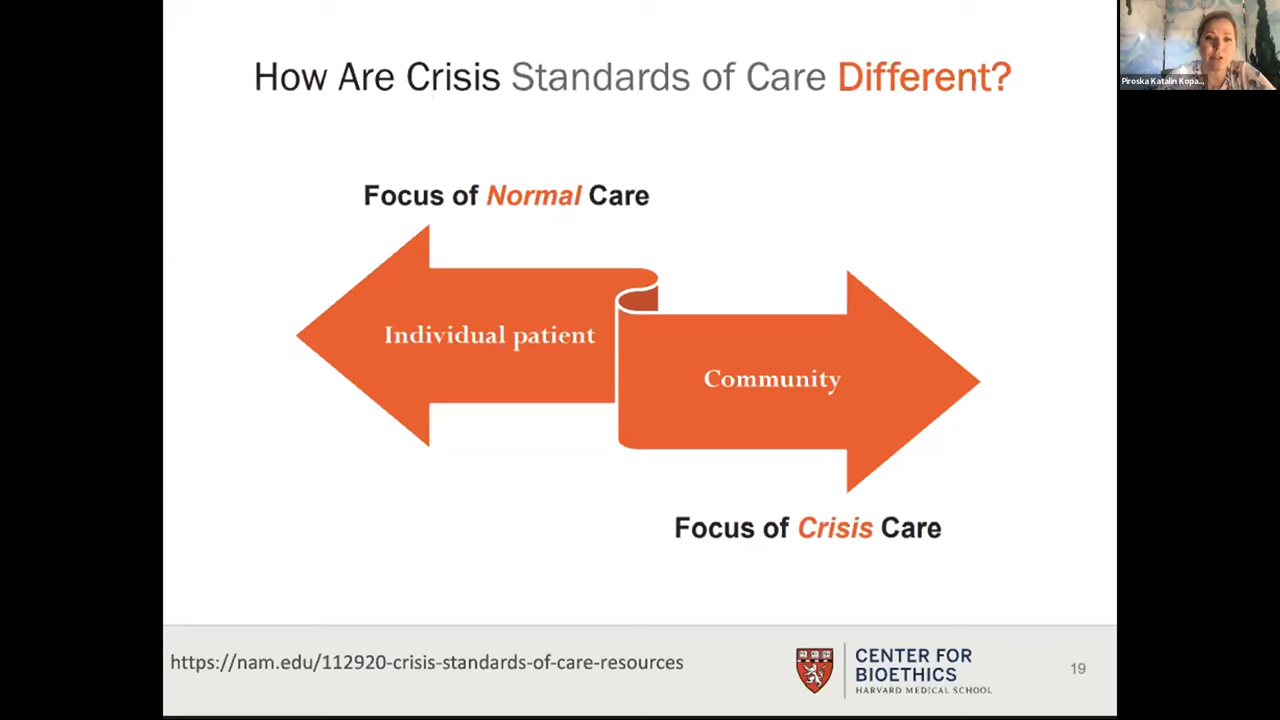 How Are Crisis Standards of Care Different?
Piroska Katalin Kopa...
Focus of Normal Care
Individual patient
Community
Focus of Crisis Care
https://nam.edu/112920-crisis-standards-of-care-resources
CENTER FOR
BIOETHICS
HARVARD MEDICAL SCHOOL
19